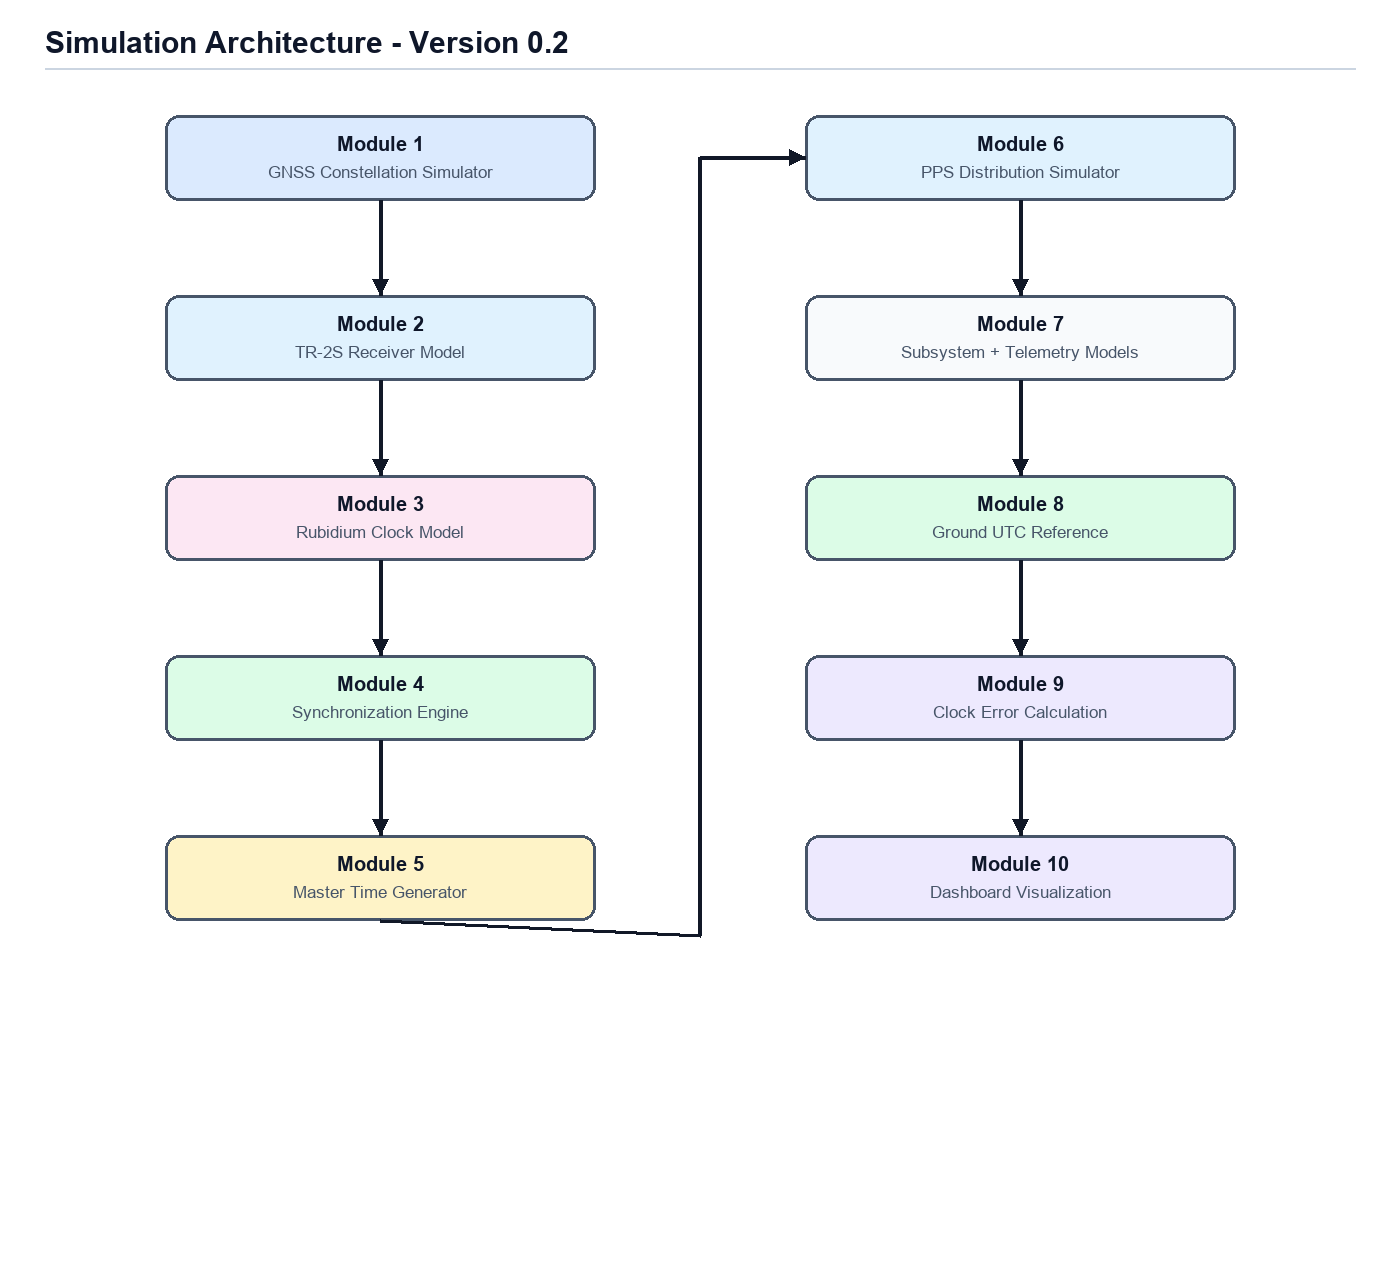 Simulation Architecture - Version 0.2
Module 1
GNSS Constellation Simulator
Module 2
TR-2S Receiver Model
Module 3
Rubidium Clock Model
Module 4
Synchronization Engine
Module 5
Master Time Generator
Module 6
PPS Distribution Simulator
Module 7
Subsystem + Telemetry Models
Module 8
Ground UTC Reference
Module 9
Clock Error Calculation
Module 10
Dashboard Visualization